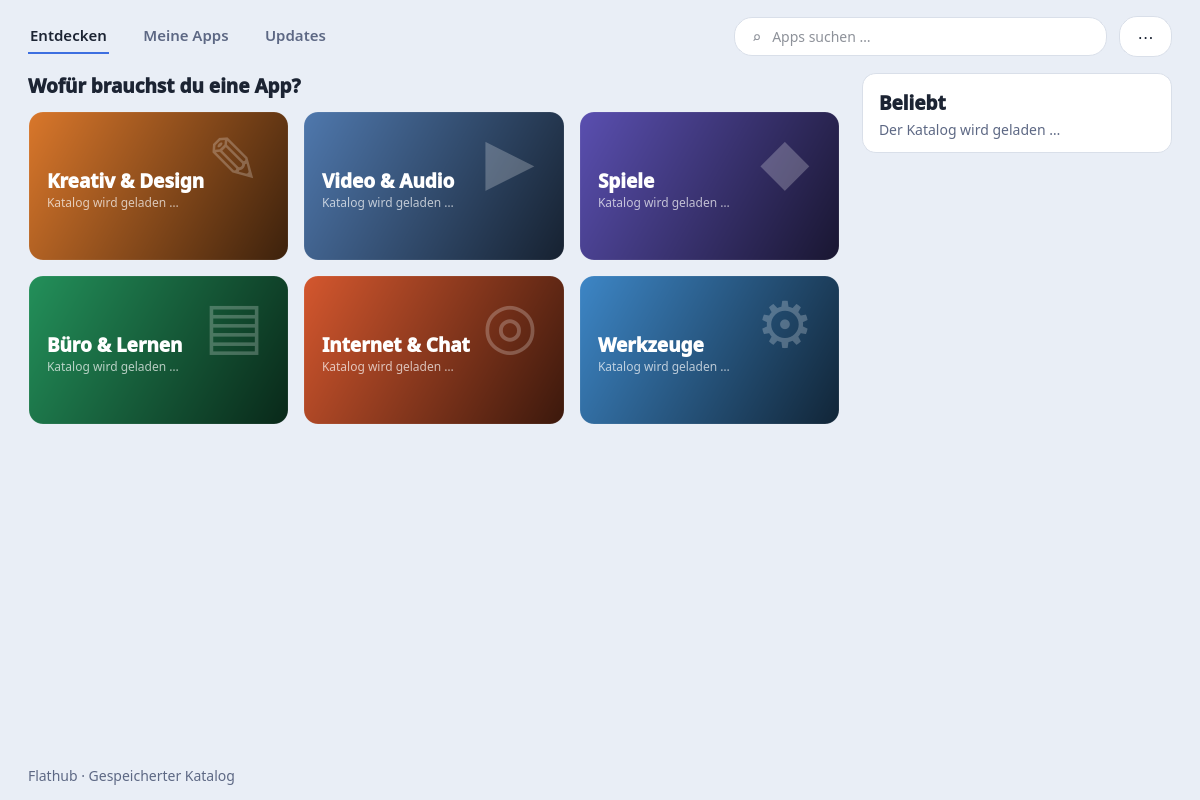 Entdecken
Meine Apps
Updates
Apps suchen ...
...
Wofür brauchst du eine App?
Kreativ & Design
Katalog wird geladen ...
Video & Audio
Katalog wird geladen ...
Spiele
Katalog wird geladen ...
Büro & Lernen
Katalog wird geladen ...
Internet & Chat
Katalog wird geladen ...
Werkzeuge
Katalog wird geladen ...
Beliebt
Der Katalog wird geladen ...
Flathub · Gespeicherter Katalog